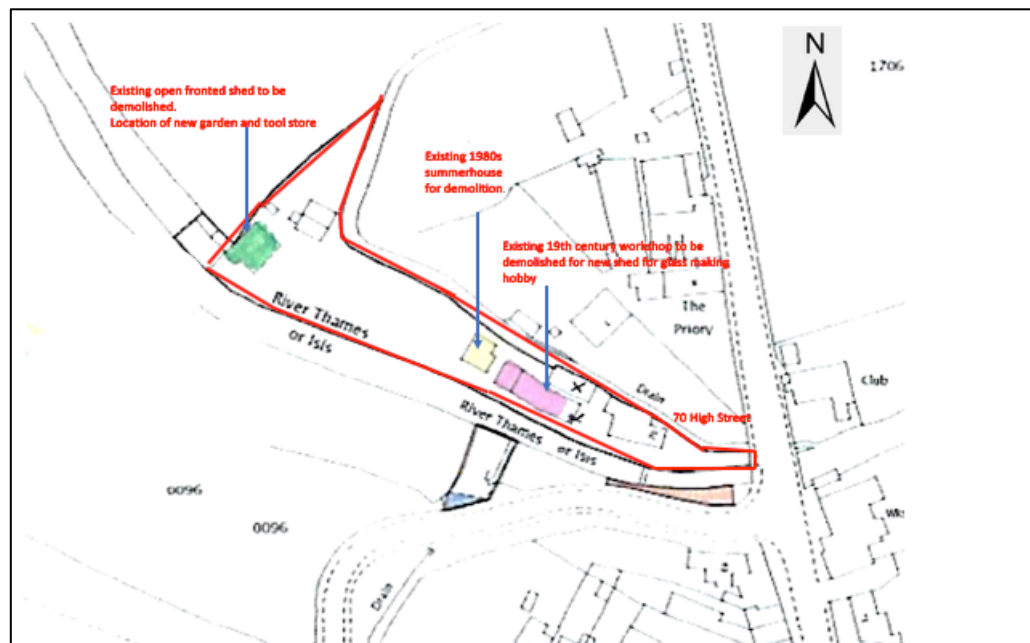 N
1706
Existing open fronted shed to be
demolished.
Location of new garden and tool store
Existing 1980s
summerhouse
for demolition.
Existing 19th century workshop to be
demolished for new shed for glass making
hobby
River Thames
or Isis
The
Priory
Drain
Club
70 High Street
River Thames
or Isis
0096
0096
Drain